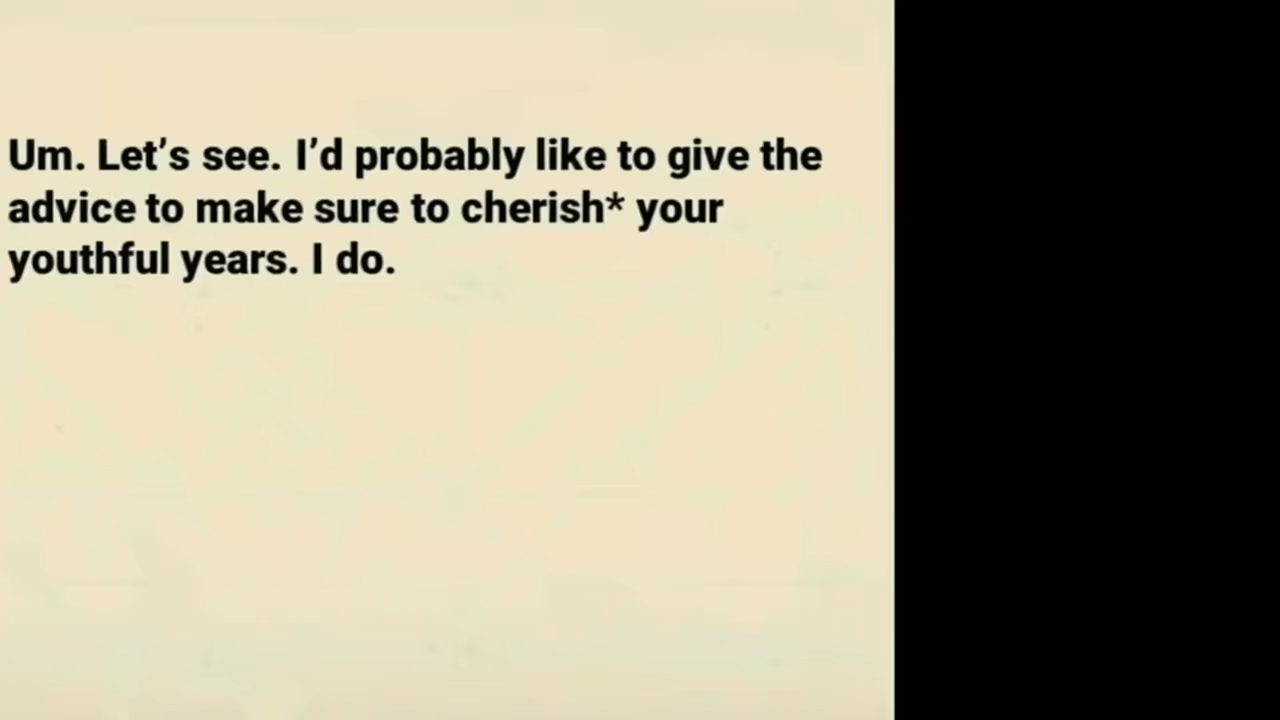 Um. Let’s see. I’d probably like to give the
advice to make sure to cherish* your
youthful years. I do.